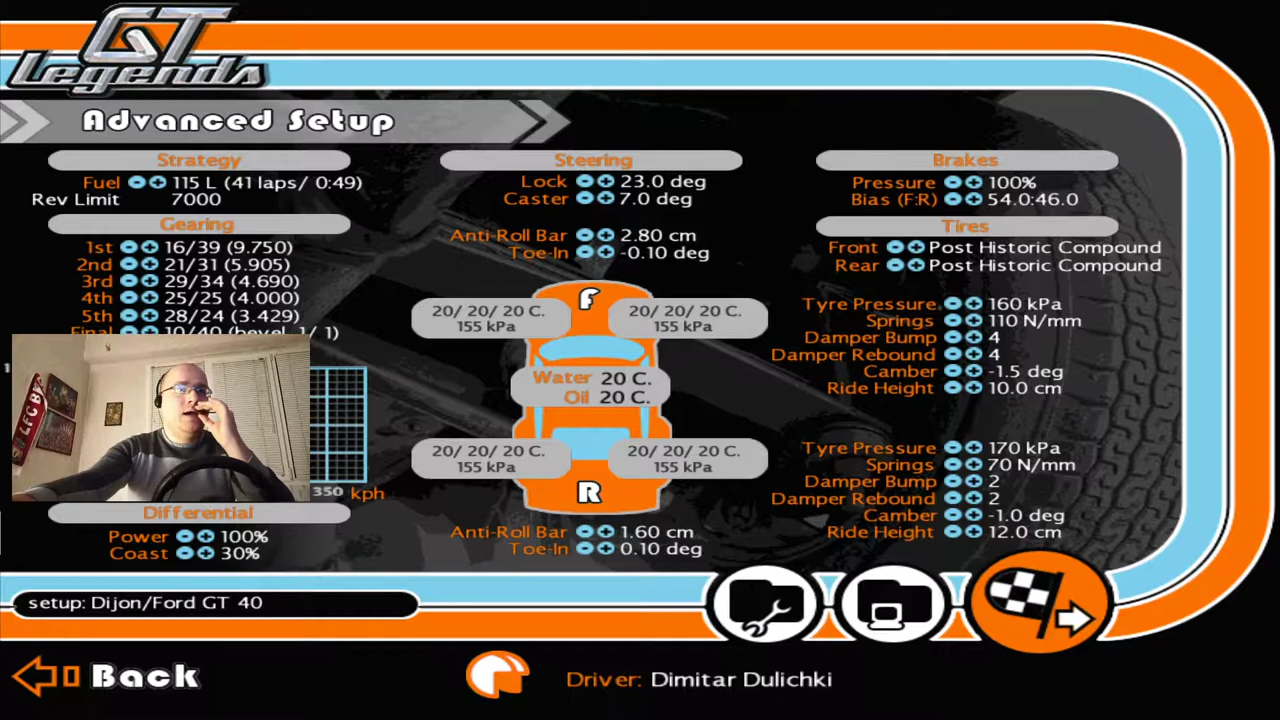 GT
Legends
Advanced Setup
Strategy
Fuel 115 L (41 laps/ 0:49)
Rev Limit 7000
Gearing
1st 16/39 (9.750)
2nd 21/31 (5.905)
3rd 29/34 (4.690)
4th 25/25 (4.000)
5th 28/24 (3.429)
Final 10/40 (bevel 1/ 1)
350 kph
Differential
Power 100%
Coast 30%
Steering
Lock 23.0 deg
Caster 7.0 deg
Anti-Roll Bar 2.80 cm
Toe-In -0.10 deg
F
20/ 20/ 20 C.
155 kPa
20/ 20/ 20 C.
155 kPa
Water 20 C.
Oil 20 C.
20/ 20/ 20 C.
155 kPa
20/ 20/ 20 C.
155 kPa
R
Anti-Roll Bar 1.60 cm
Toe-In 0.10 deg
Brakes
Pressure 100%
Bias (F:R) 54.0:46.0
Tires
Front Post Historic Compound
Rear Post Historic Compound
Tyre Pressure 160 kPa
Springs 110 N/mm
Damper Bump 4
Damper Rebound 4
Camber -1.5 deg
Ride Height 10.0 cm
Tyre Pressure 170 kPa
Springs 70 N/mm
Damper Bump 2
Damper Rebound 2
Camber -1.0 deg
Ride Height 12.0 cm
LFC
setup: Dijon/Ford GT 40
Back
Driver: Dimitar Dulichki